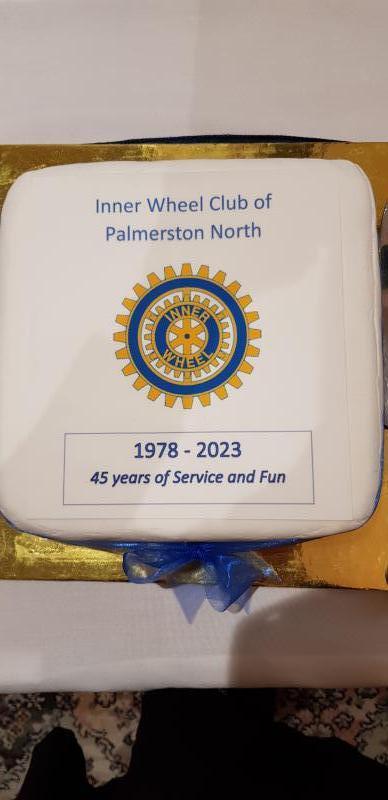 Inner Wheel Club of
Palmerston North
INNER
WHEEL
1978 - 2023
45 years of Service and Fun